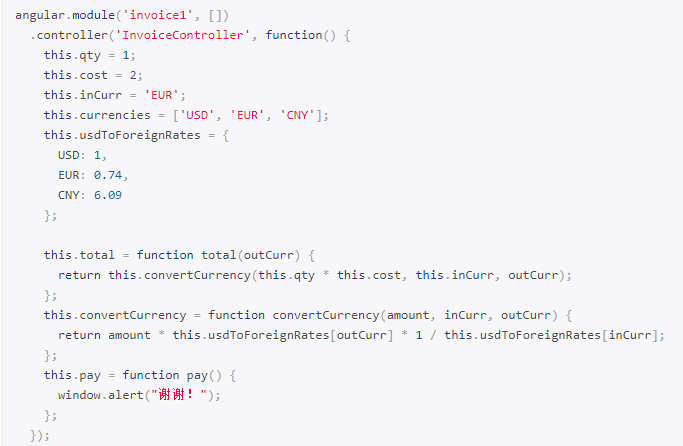 angular.module('invoice1', [])
  .controller('InvoiceController', function() {
    this.qty = 1;
    this.cost = 2;
    this.inCurr = 'EUR';
    this.currencies = ['USD', 'EUR', 'CNY'];
    this.usdToForeignRates = {
      USD: 1,
      EUR: 0.74,
      CNY: 6.09
    };

    this.total = function total(outCurr) {
      return this.convertCurrency(this.qty * this.cost, this.inCurr, outCurr);
    };
    this.convertCurrency = function convertCurrency(amount, inCurr, outCurr) {
      return amount * this.usdToForeignRates[outCurr] * 1 / this.usdToForeignRates[inCurr];
    };
    this.pay = function pay() {
      window.alert("谢谢！");
    };
  });